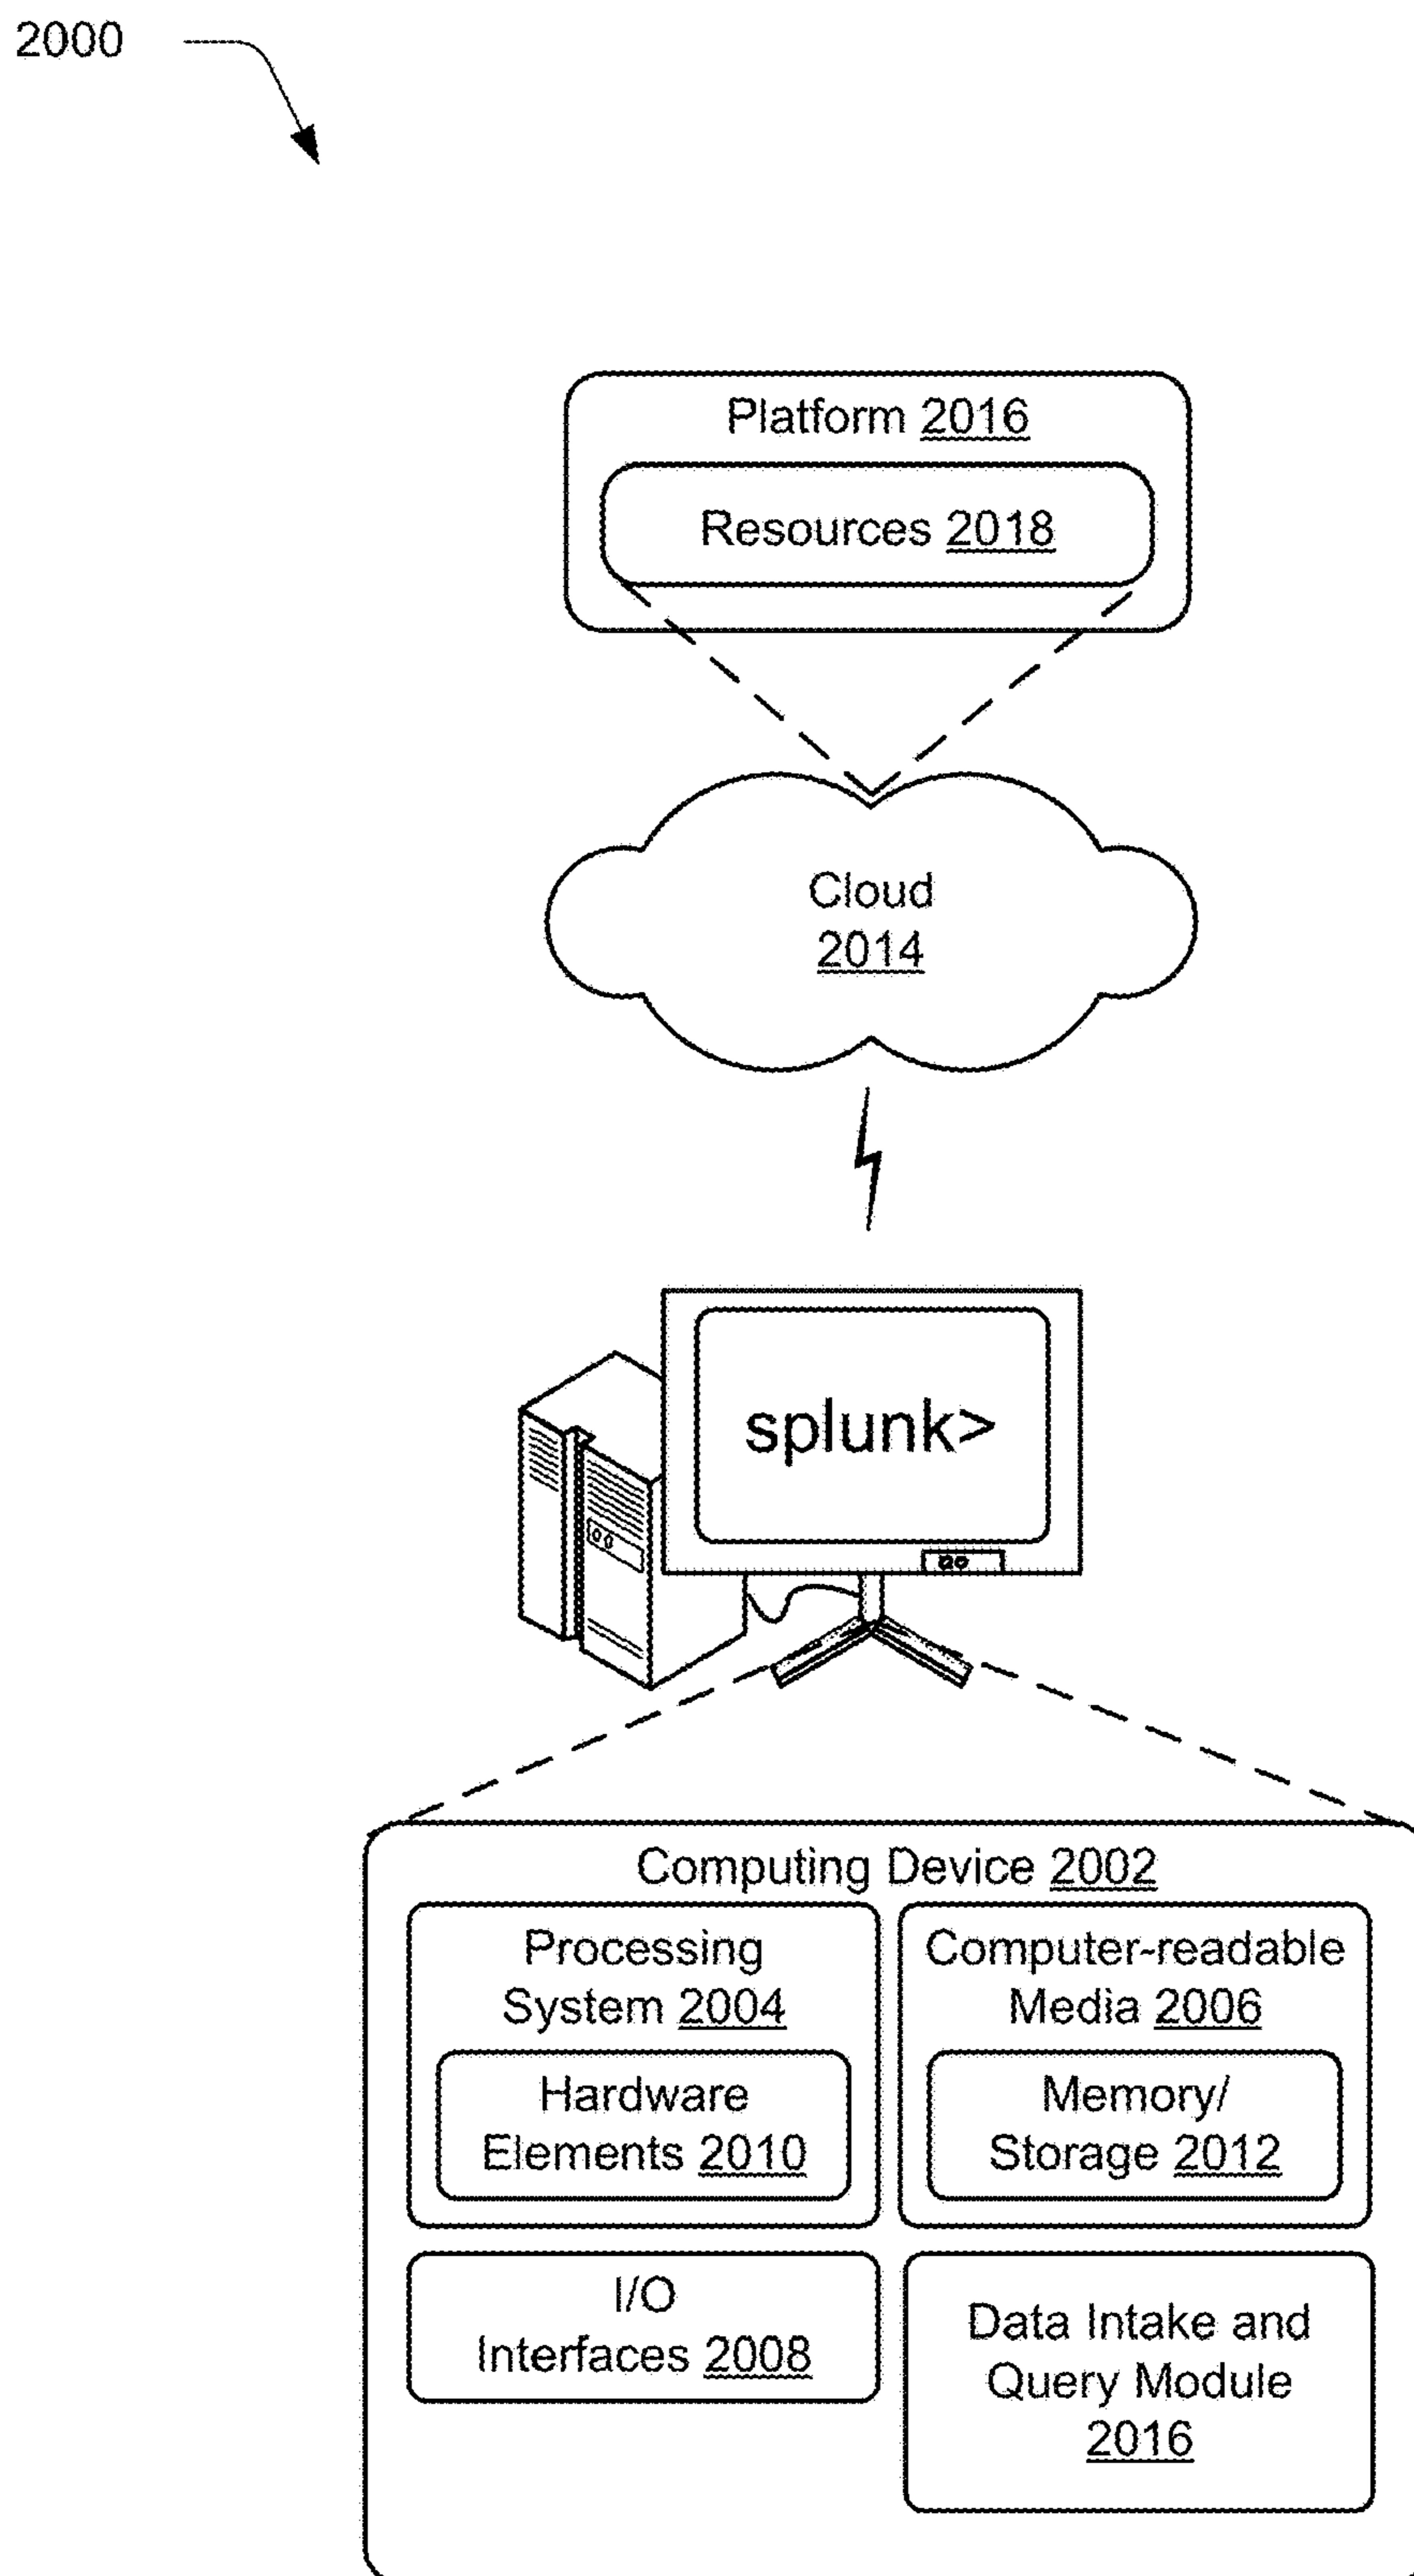 2000
Platform 2016
Resources 2018
Cloud
2014
splunk>
Computing Device 2002
Processing
System 2004
Hardware
Elements 2010
Computer-readable
Media 2006
Memory/
Storage 2012
I/O
Interfaces 2008
Data Intake and
Query Module
2016